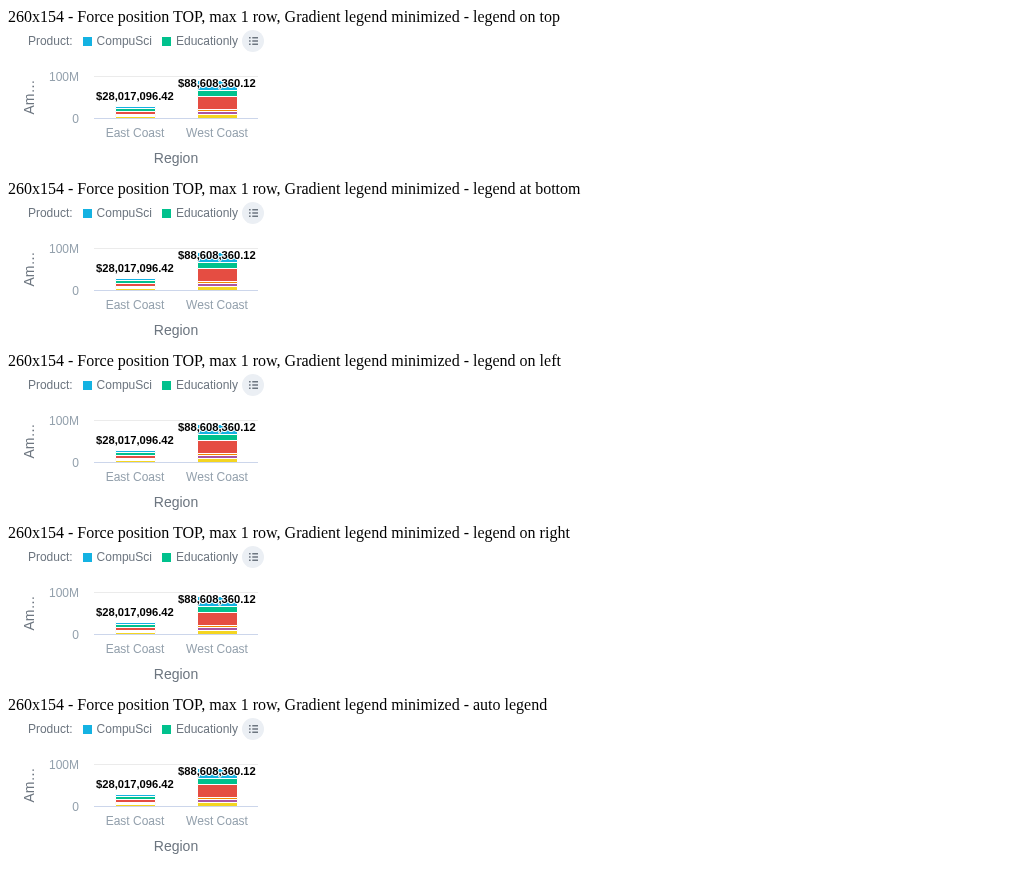 260x154 - Force position TOP, max 1 row, Gradient legend minimized - legend on top
Product: CompuSci Educationly
100M
$88,608,360.12
$28,017,096.42
Am…
0
East Coast West Coast
Region
260x154 - Force position TOP, max 1 row, Gradient legend minimized - legend at bottom
Product: CompuSci Educationly
100M
$88,608,360.12
$28,017,096.42
Am…
0
East Coast West Coast
Region
260x154 - Force position TOP, max 1 row, Gradient legend minimized - legend on left
Product: CompuSci Educationly
100M
$88,608,360.12
$28,017,096.42
Am…
0
East Coast West Coast
Region
260x154 - Force position TOP, max 1 row, Gradient legend minimized - legend on right
Product: CompuSci Educationly
100M
$88,608,360.12
$28,017,096.42
Am…
0
East Coast West Coast
Region
260x154 - Force position TOP, max 1 row, Gradient legend minimized - auto legend
Product: CompuSci Educationly
100M
$88,608,360.12
$28,017,096.42
Am…
0
East Coast West Coast
Region